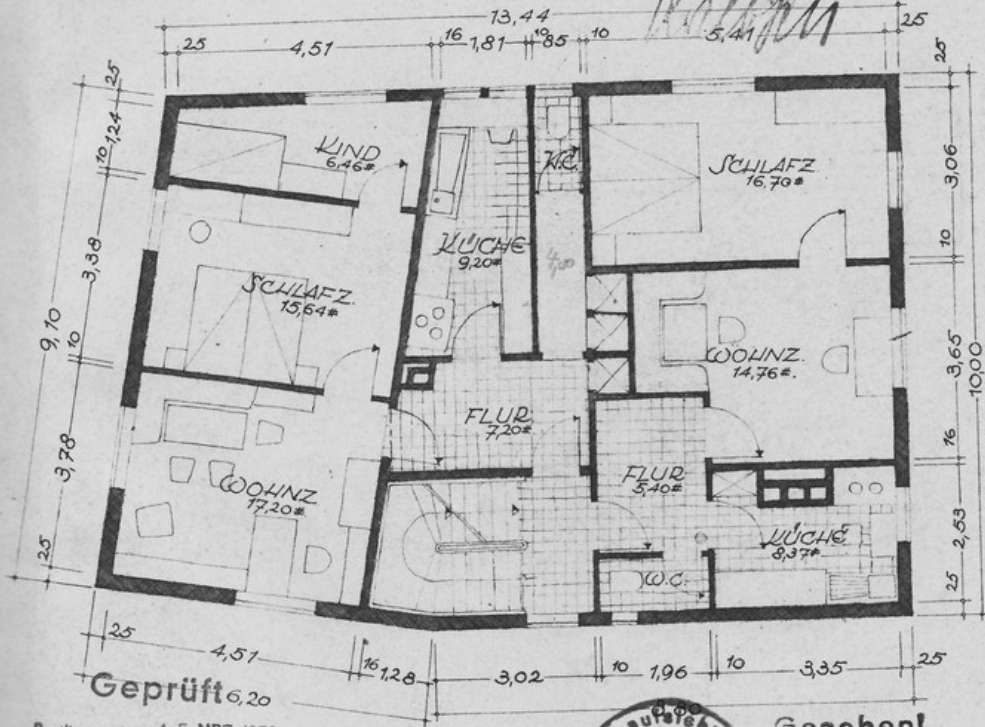 13,44
25 4,51 16 1,81 10 85 10 5,41 25
25
1,24
10
3,38
10
3,78
25
9,10
25
3,06
10
3,65
16
2,53
25
10,00
KIND
6,46#
W.C.
SCHLAFZ
16,70#
KÜCHE
9,20#
4,00
SCHLAFZ.
15,64#
WOHNZ.
14,76#.
FLUR
7,20#
FLUR
5,40#
WOHNZ
17,20#
KÜCHE
8,37#
W.C.
25 4,51 16 1,28 3,02 10 1,96 10 3,35 25
6,20
Geprüft